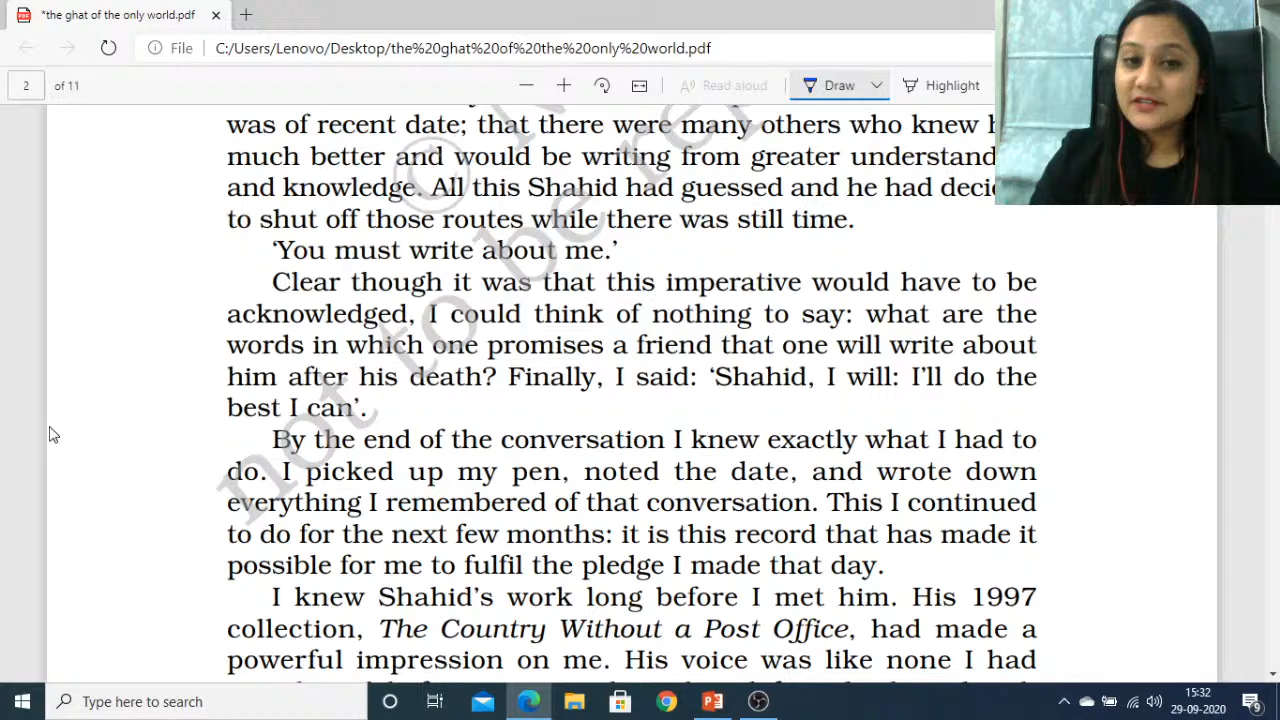 *the ghat of the only world.pdf
File C:/Users/Lenovo/Desktop/the%20ghat%20of%20the%20only%20world.pdf
2 of 11 Read aloud Draw Highlight
was of recent date; that there were many others who knew
much better and would be writing from greater
and knowledge. All this Shahid had guessed and he had
to shut off those routes while there was still time.
‘You must write about me.’
Clear though it was that this imperative would have to be
acknowledged, I could think of nothing to say: what are the
words in which one promises a friend that one will write about
him after his death? Finally, I said: ‘Shahid, I will: I’ll do the
best I can’.
By the end of the conversation I knew exactly what I had to
do. I picked up my pen, noted the date, and wrote down
everything I remembered of that conversation. This I continued
to do for the next few months: it is this record that has made it
possible for me to fulfil the pledge I made that day.
I knew Shahid’s work long before I met him. His 1997
collection, The Country Without a Post Office, had made a
powerful impression on me. His voice was like none I had
© not to be
Type here to search
15:32
29-09-2020
9